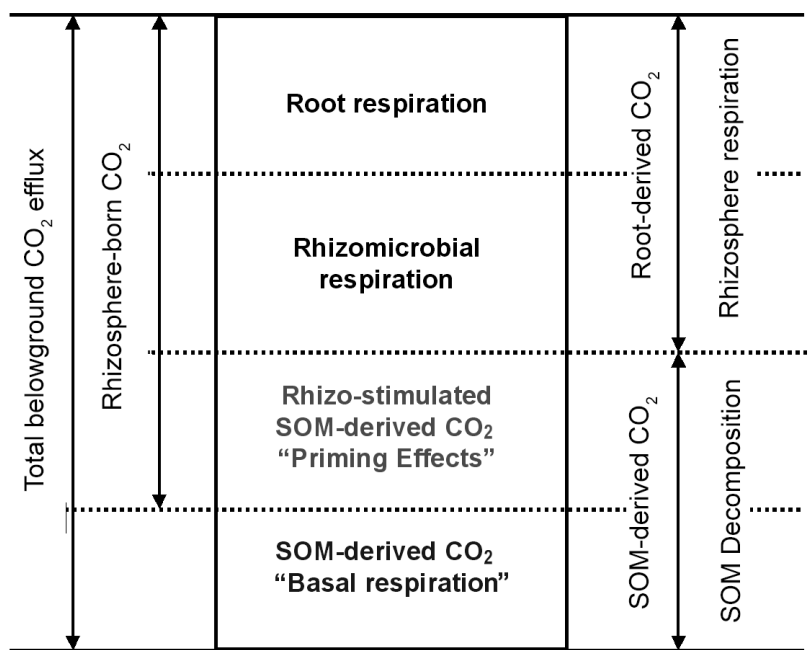 Total belowground CO₂ efflux
Rhizosphere-born CO₂
Root respiration
Rhizomicrobial
respiration
Rhizo-stimulated
SOM-derived CO₂
“Priming Effects”
SOM-derived CO₂
“Basal respiration”
Root-derived CO₂
Rhizosphere respiration
SOM-derived CO₂
SOM Decomposition